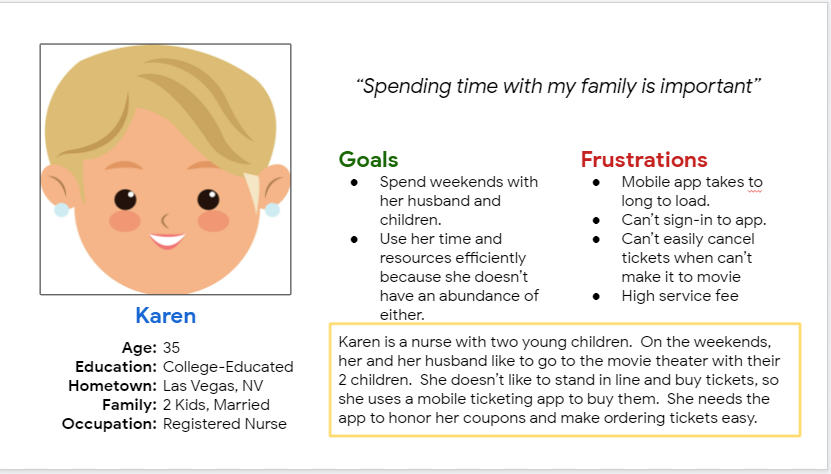 “Spending time with my family is important”
Goals
● Spend weekends with
her husband and
children.
● Use her time and
resources efficiently
because she doesn’t
have an abundance of
either.
Frustrations
● Mobile app takes to
long to load.
● Can’t sign-in to app.
● Can’t easily cancel
tickets when can’t
make it to movie
● High service fee
Karen
Age: 35
Education: College-Educated
Hometown: Las Vegas, NV
Family: 2 Kids, Married
Occupation: Registered Nurse
Karen is a nurse with two young children. On the weekends,
her and her husband like to go to the movie theater with their
2 children. She doesn’t like to stand in line and buy tickets, so
she uses a mobile ticketing app to buy them. She needs the
app to honor her coupons and make ordering tickets easy.